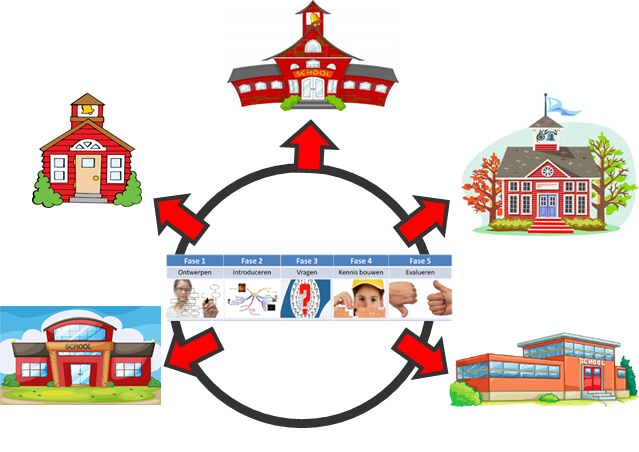 SCHOOL
Fase 1 Fase 2 Fase 3 Fase 4 Fase 5
Ontwerpen Introduceren Vragen Kennis bouwen Evalueren
?
SCHOOL
SCHOOL